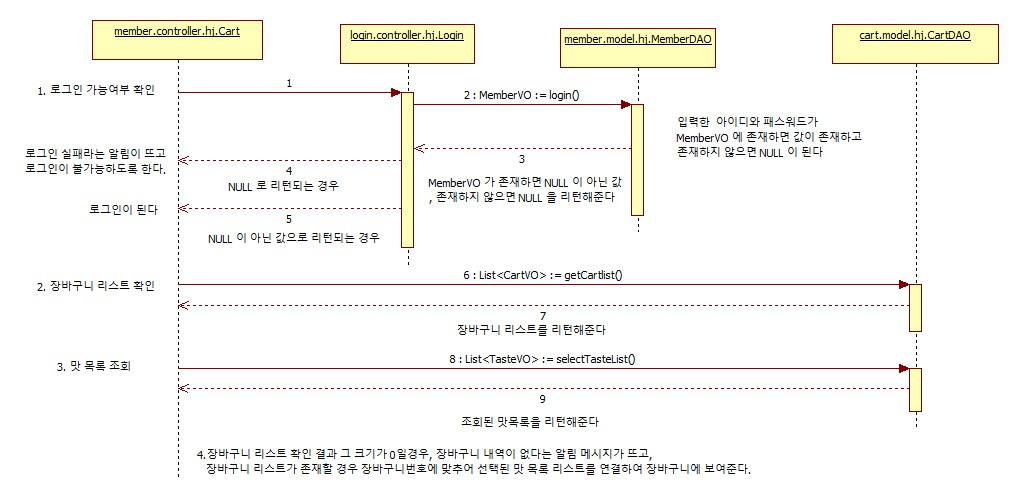 member.controller.hj.Cart
login.controller.hj.Login
member.model.hj.MemberDAO
cart.model.hj.CartDAO
1. 로그인 가능여부 확인
1
2 : MemberVO := login()
입력한 아이디와 패스워드가
MemberVO 에 존재하면 값이 존재하고
존재하지 않으면 NULL 이 된다
3
로그인 실패라는 알림이 뜨고
로그인이 불가능하도록 한다.
4
NULL 로 리턴되는 경우
MemberVO 가 존재하면 NULL 이 아닌 값
, 존재하지 않으면 NULL 을 리턴해준다
로그인이 된다
5
NULL 이 아닌 값으로 리턴되는 경우
6 : List<CartVO> := getCartlist()
2. 장바구니 리스트 확인
7
장바구니 리스트를 리턴해준다
8 : List<TasteVO> := selectTasteList()
3. 맛 목록 조회
9
조회된 맛목록을 리턴해준다
4.장바구니 리스트 확인 결과 그 크기가 0일경우, 장바구니 내역이 없다는 알림 메시지가 뜨고,
장바구니 리스트가 존재할 경우 장바구니번호에 맞추어 선택된 맛 목록 리스트를 연결하여 장바구니에 보여준다.